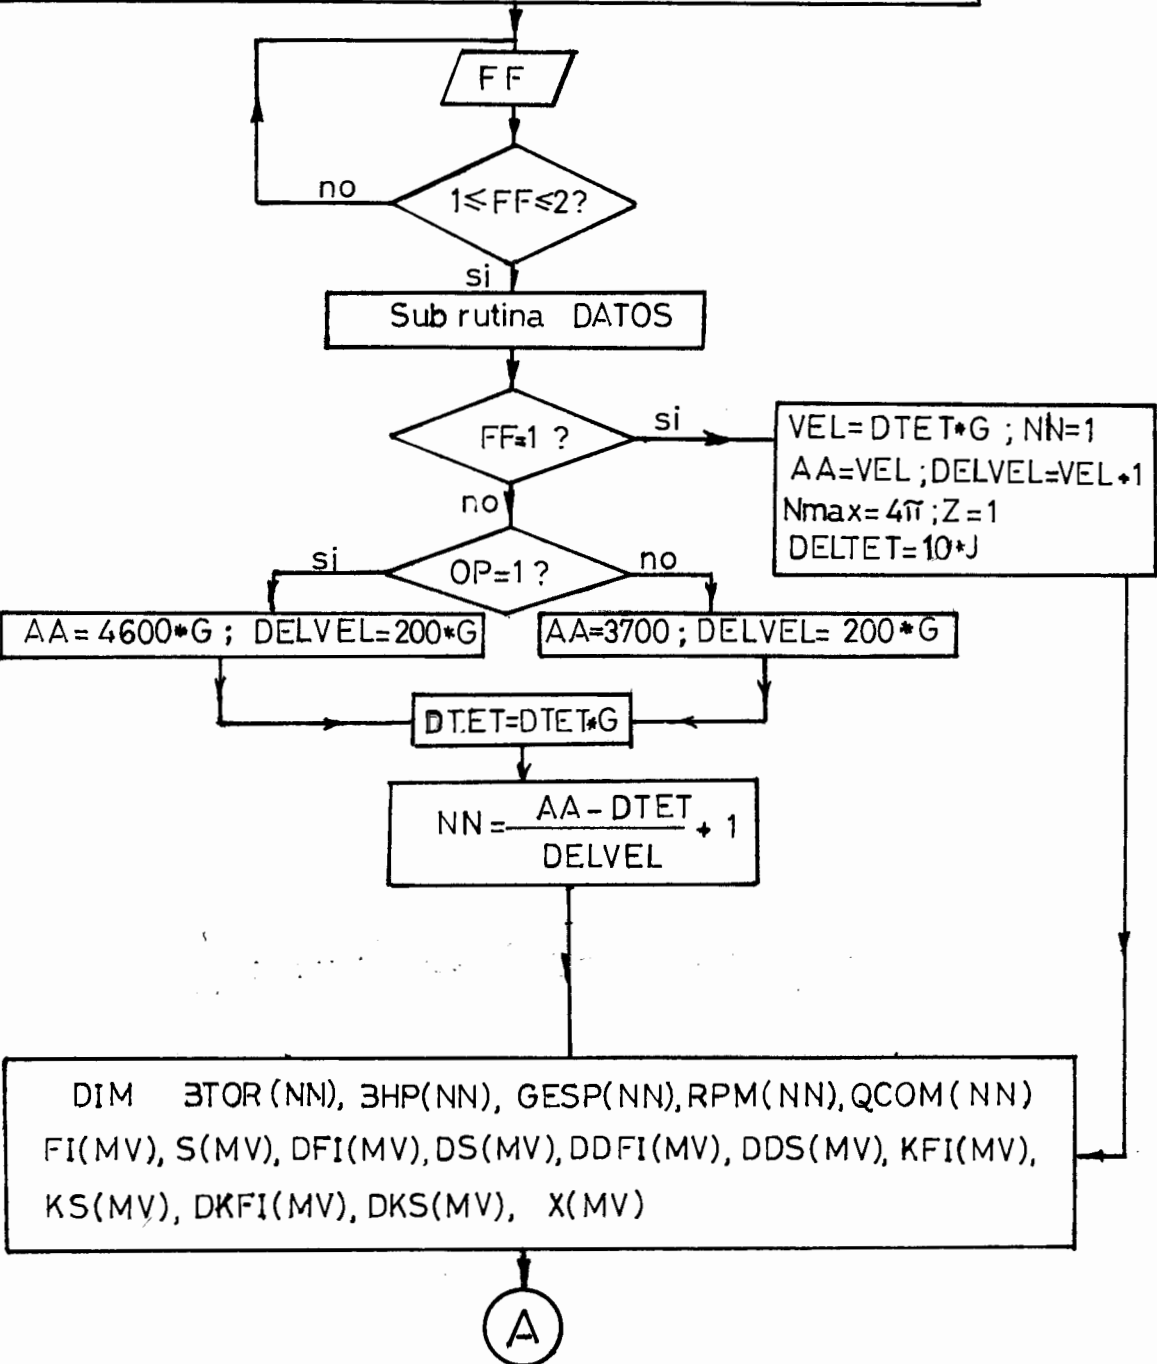 FF
no
1≤FF≤2?
si
Sub rutina DATOS
FF=1 ?
si
VEL=DTET*G ; NN=1
AA=VEL ; DELVEL=VEL+1
Nmax=4π ; Z=1
DELTET=10*J
no
si
OP=1 ?
no
AA=4600*G ; DELVEL=200*G
AA=3700 ; DELVEL= 200*G
DTET=DTET*G
NN= AA-DTET + 1
DELVEL
DIM BTOR(NN), BHP(NN), GESP(NN), RPM(NN), QCOM(NN)
FI(MV), S(MV), DFI(MV), DS(MV), DDFI(MV), DDS(MV), KFI(MV),
KS(MV), DKFI(MV), DKS(MV), X(MV)
A